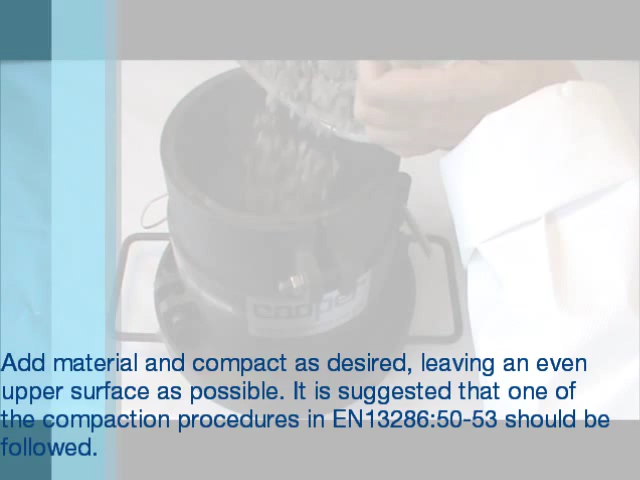 cooper
Add material and compact as desired, leaving an even
upper surface as possible. It is suggested that one of
the compaction procedures in EN13286:50-53 should be
followed.